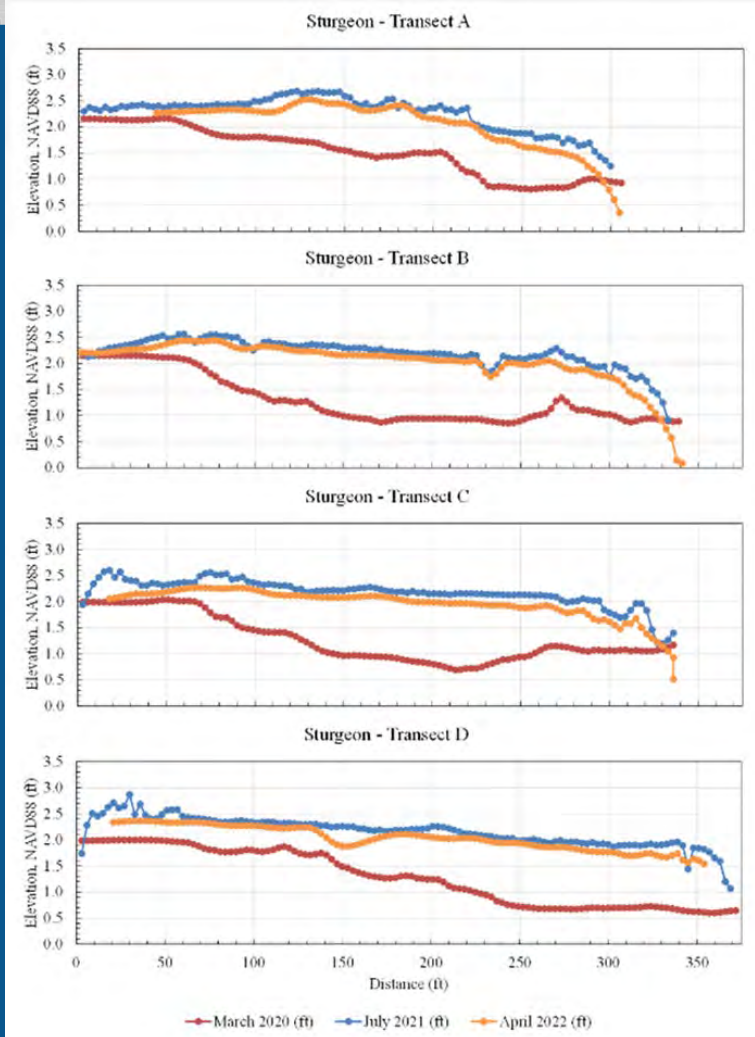 Sturgeon - Transect A
Elevation, NAVD88 (ft)
3.5
3.0
2.5
2.0
1.5
1.0
0.5
0.0
Sturgeon - Transect B
Elevation, NAVD88 (ft)
3.5
3.0
2.5
2.0
1.5
1.0
0.5
0.0
Sturgeon - Transect C
Elevation, NAVD88 (ft)
3.5
3.0
2.5
2.0
1.5
1.0
0.5
0.0
Sturgeon - Transect D
Elevation, NAVD88 (ft)
3.5
3.0
2.5
2.0
1.5
1.0
0.5
0.0
0 50 100 150 200 250 300 350
Distance (ft)
March 2020 (ft) July 2021 (ft) April 2022 (ft)